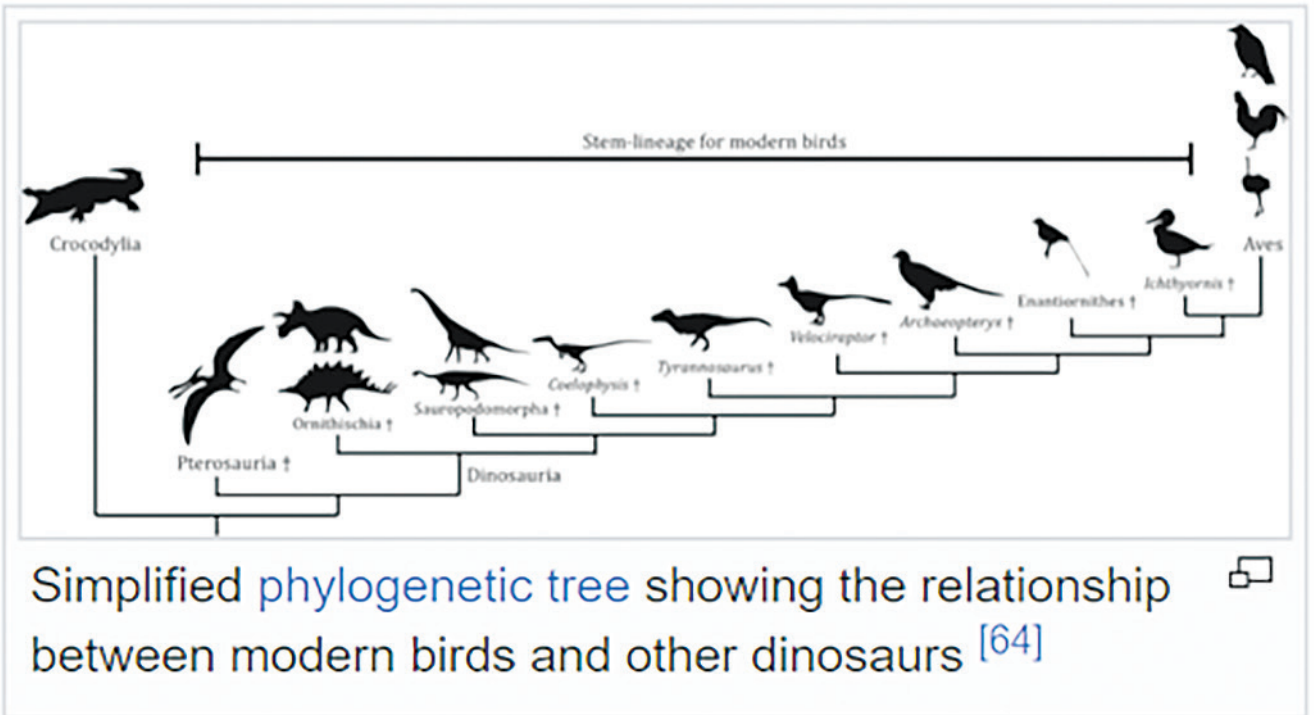 Stem-lineage for modern birds
Crocodylia
Aves
Ichthyornis †
Enantiornithes †
Archaeopteryx †
Velociraptor †
Tyrannosaurus †
Coelophysis †
Sauropodomorpha †
Ornithischia †
Pterosauria †
Dinosauria
Simplified phylogenetic tree showing the relationship
between modern birds and other dinosaurs [64]